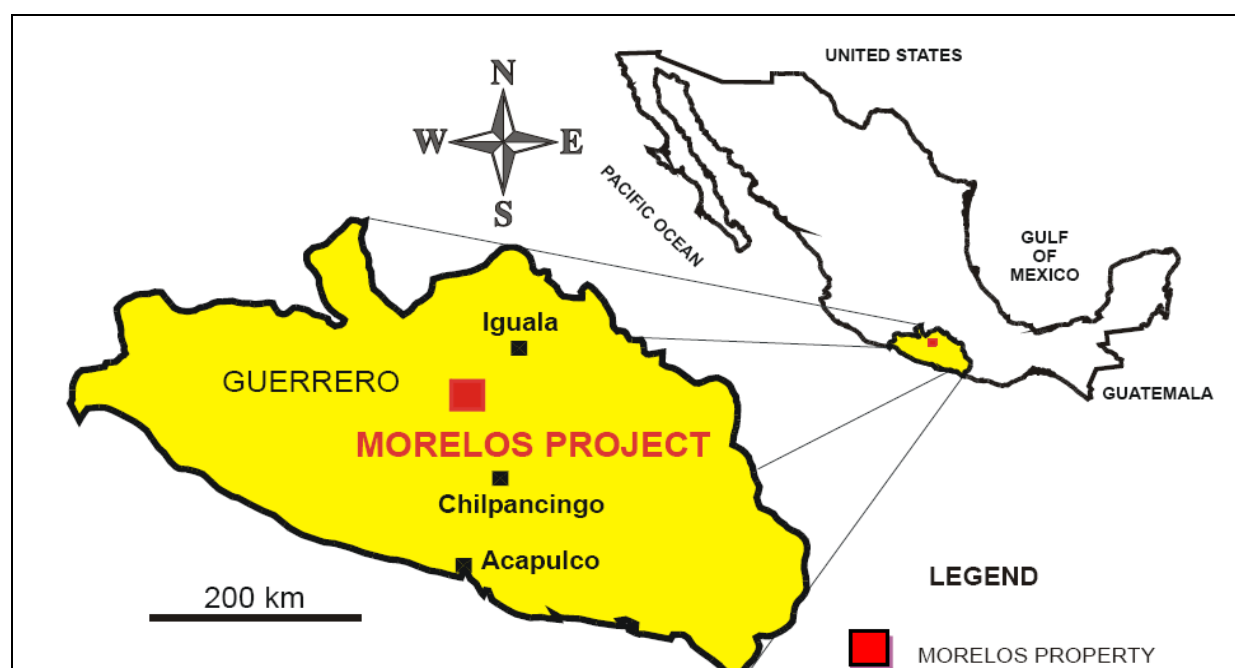 UNITED STATES
N
W
E
S
PACIFIC OCEAN
GULF
OF
MEXICO
GUATEMALA
Iguala
GUERRERO
MORELOS PROJECT
Chilpancingo
Acapulco
200 km
LEGEND
MORELOS PROPERTY